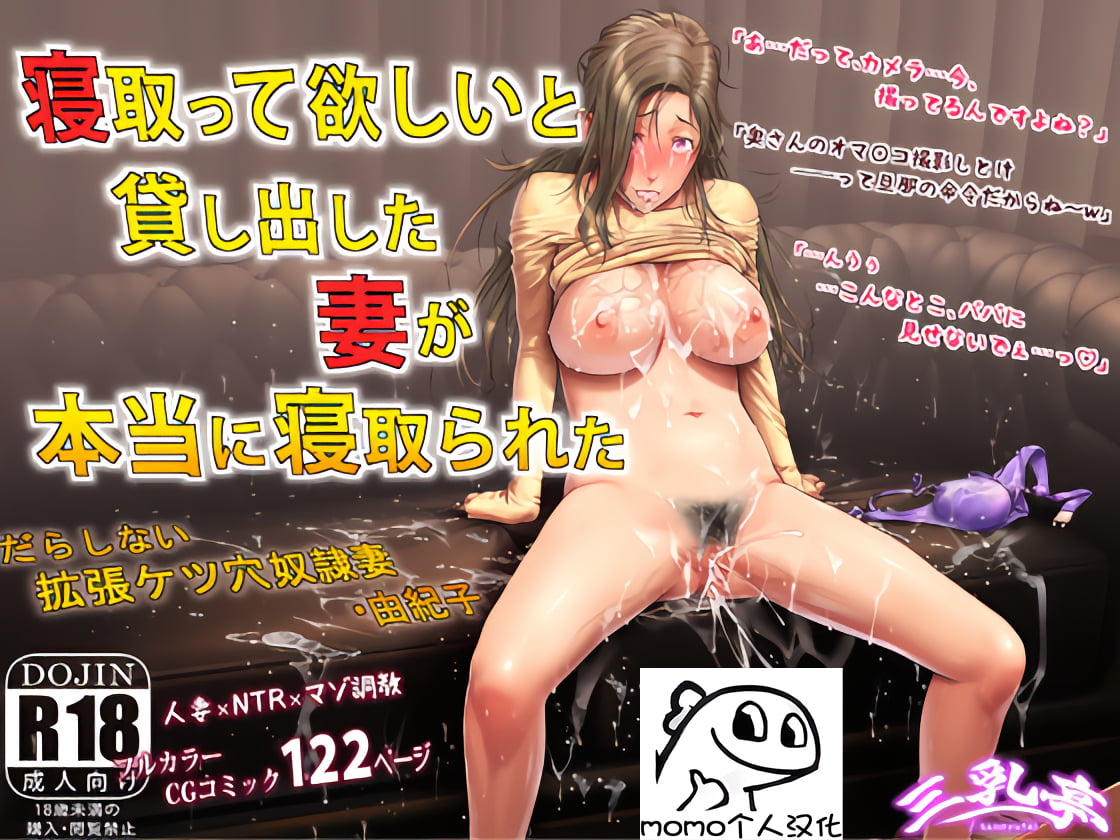 寝取って欲しいと
貸し出した
妻が
本当に寝取られた
だらしない
拡張ケツ穴奴隷妻
・由紀子
「あ…だって、カメラ…今、
撮ってるんですよね?」
「奥さんのオマ〇コ撮影しとけ
――って旦那の命令だからね～w」
「…んぅぅ
…こんなとこ、パパに
見せないでぇ…っ♡」
DOJIN
R18
成人向け
18歳未満の
購入・閲覧禁止
人妻×NTR×マゾ調教
フルカラー
CGコミック122ページ
momo个人汉化
三乳亭